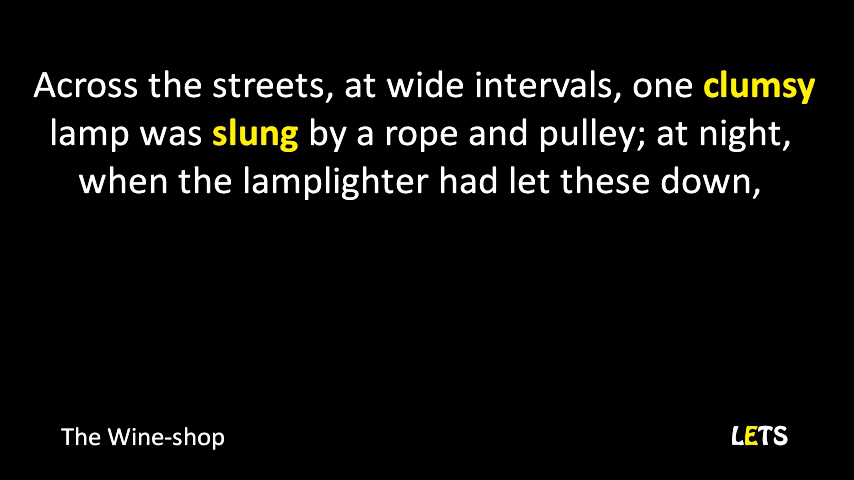 Across the streets, at wide intervals, one clumsy
lamp was slung by a rope and pulley; at night,
when the lamplighter had let these down,
The Wine-shop
LETS